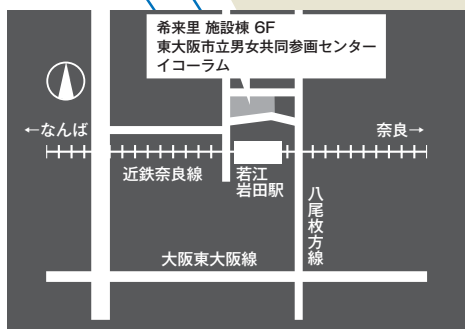 希来里 施設棟 6F
東大阪市立男女共同参画センター
イコーラム
←なんば
奈良→
近鉄奈良線
若江
岩田駅
八尾枚方線
大阪東大阪線